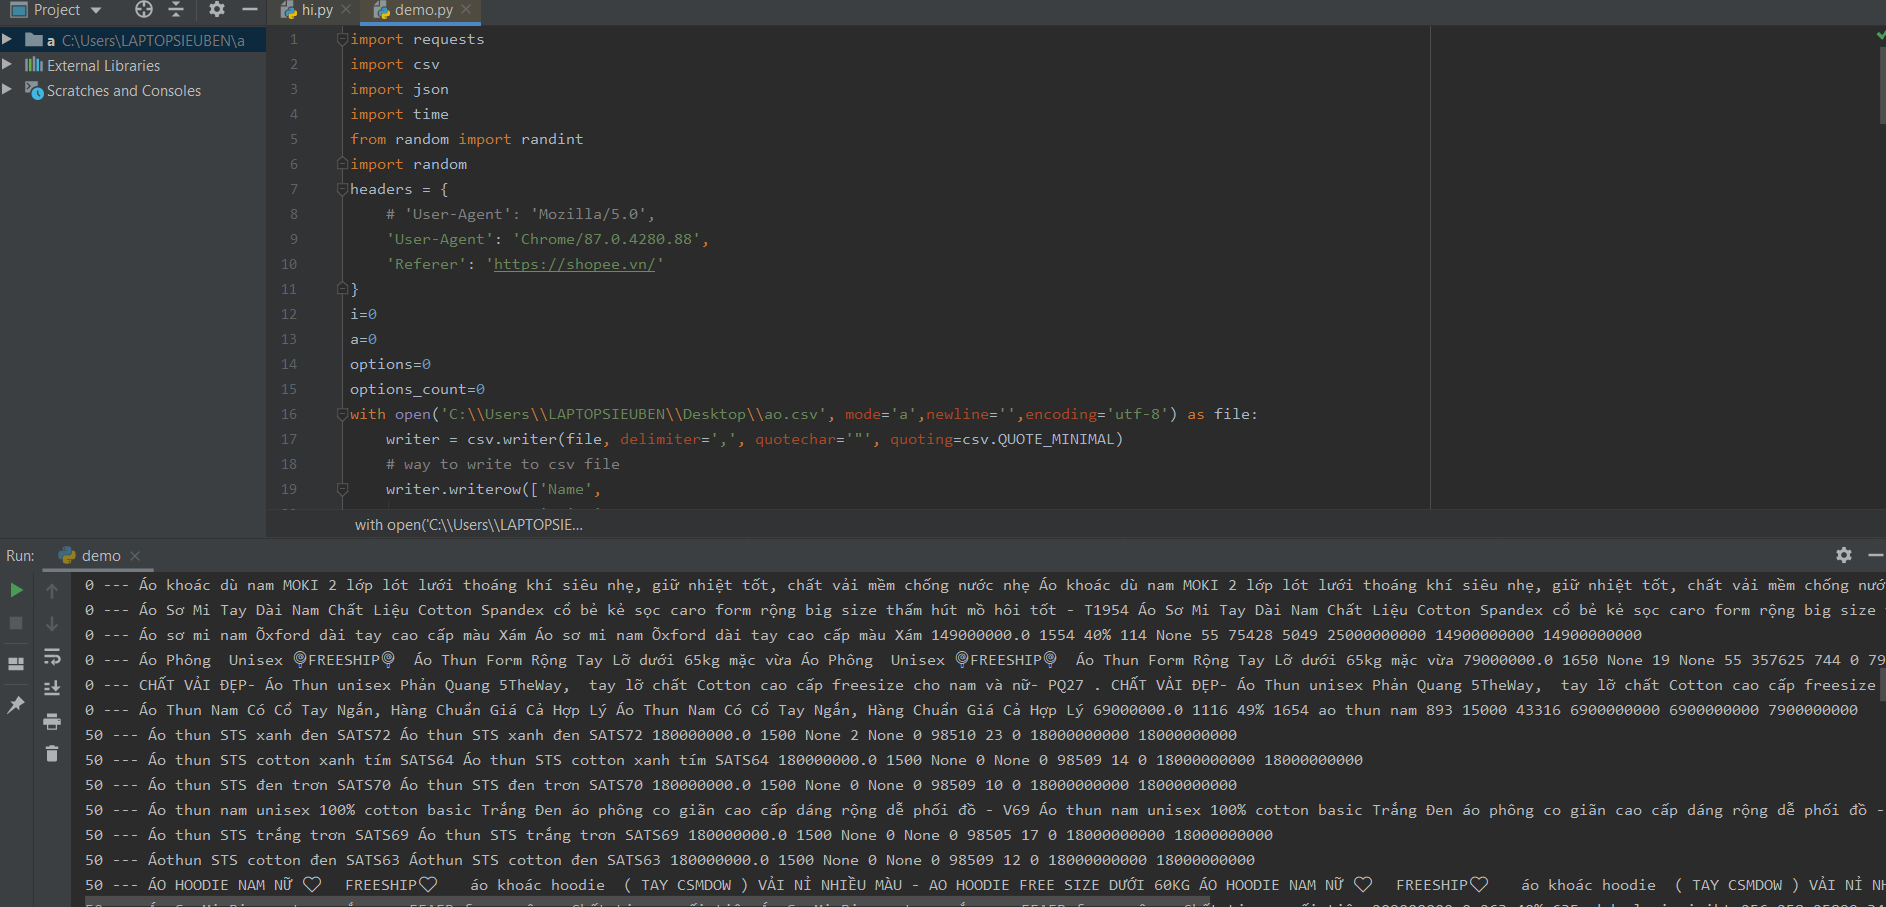 Project
hi.py
demo.py
a C:\Users\LAPTOPSIEUBEN\a
External Libraries
Scratches and Consoles
1 import requests
2 import csv
3 import json
4 import time
5 from random import randint
6 import random
7 headers = {
8 # 'User-Agent': 'Mozilla/5.0',
9 'User-Agent': 'Chrome/87.0.4280.88',
10 'Referer': 'https://shopee.vn/'
11 }
12 i=0
13 a=0
14 options=0
15 options_count=0
16 with open('C:\\Users\\LAPTOPSIEUBEN\\Desktop\\ao.csv', mode='a',newline='',encoding='utf-8') as file:
17 writer = csv.writer(file, delimiter=',', quotechar='"', quoting=csv.QUOTE_MINIMAL)
18 # way to write to csv file
19 writer.writerow(['Name',
with open('C:\\Users\\LAPTOPSIE...
Run: demo
0 --- Áo khoác dù nam MOKI 2 lớp lót lưới thoáng khí siêu nhẹ, giữ nhiệt tốt, chất vải mềm chống nước nhẹ Áo khoác dù nam MOKI 2 lớp lót lưới thoáng khí siêu nhẹ, giữ nhiệt tốt, chất vải mềm chống nướ
0 --- Áo Sơ Mi Tay Dài Nam Chất Liệu Cotton Spandex cổ bẻ kẻ sọc caro form rộng big size thấm hút mồ hôi tốt - T1954 Áo Sơ Mi Tay Dài Nam Chất Liệu Cotton Spandex cổ bẻ kẻ sọc caro form rộng big size
0 --- Áo sơ mi nam Õxford dài tay cao cấp màu Xám Áo sơ mi nam Õxford dài tay cao cấp màu Xám 149000000.0 1554 40% 114 None 55 75428 5049 25000000000 14900000000 14900000000
0 --- Áo Phông  Unisex 🍭FREESHIP🍭  Áo Thun Form Rộng Tay Lỡ dưới 65kg mặc vừa Áo Phông  Unisex 🍭FREESHIP🍭  Áo Thun Form Rộng Tay Lỡ dưới 65kg mặc vừa 79000000.0 1650 None 19 None 55 357625 744 0 79
0 --- CHẤT VẢI ĐẸP- Áo Thun unisex Phản Quang 5TheWay,  tay lỡ chất Cotton cao cấp freesize cho nam và nữ- PQ27 . CHẤT VẢI ĐẸP- Áo Thun unisex Phản Quang 5TheWay,  tay lỡ chất Cotton cao cấp freesize
0 --- Áo Thun Nam Có Cổ Tay Ngắn, Hàng Chuẩn Giá Cả Hợp Lý Áo Thun Nam Có Cổ Tay Ngắn, Hàng Chuẩn Giá Cả Hợp Lý 69000000.0 1116 49% 1654 ao thun nam 893 15000 43316 6900000000 6900000000 7900000000
50 --- Áo thun STS xanh đen SATS72 Áo thun STS xanh đen SATS72 180000000.0 1500 None 2 None 0 98510 23 0 18000000000 18000000000
50 --- Áo thun STS cotton xanh tím SATS64 Áo thun STS cotton xanh tím SATS64 180000000.0 1500 None 0 None 0 98509 14 0 18000000000 18000000000
50 --- Áo thun STS đen trơn SATS70 Áo thun STS đen trơn SATS70 180000000.0 1500 None 0 None 0 98509 10 0 18000000000 18000000000
50 --- Áo thun nam unisex 100% cotton basic Trắng Đen áo phông co giãn cao cấp dáng rộng dễ phối đồ - V69 Áo thun nam unisex 100% cotton basic Trắng Đen áo phông co giãn cao cấp dáng rộng dễ phối đồ -
50 --- Áo thun STS trắng trơn SATS69 Áo thun STS trắng trơn SATS69 180000000.0 1500 None 0 None 0 98505 17 0 18000000000 18000000000
50 --- Áothun STS cotton đen SATS63 Áothun STS cotton đen SATS63 180000000.0 1500 None 0 None 0 98509 12 0 18000000000 18000000000
50 --- ÁO HOODIE NAM NỮ ♡  FREESHIP♡   áo khoác hoodie  ( TAY CSMDOW ) VẢI NỈ NHIỀU MÀU - AO HOODIE FREE SIZE DƯỚI 60KG ÁO HOODIE NAM NỮ ♡  FREESHIP♡   áo khoác hoodie  ( TAY CSMDOW ) VẢI NỈ NH